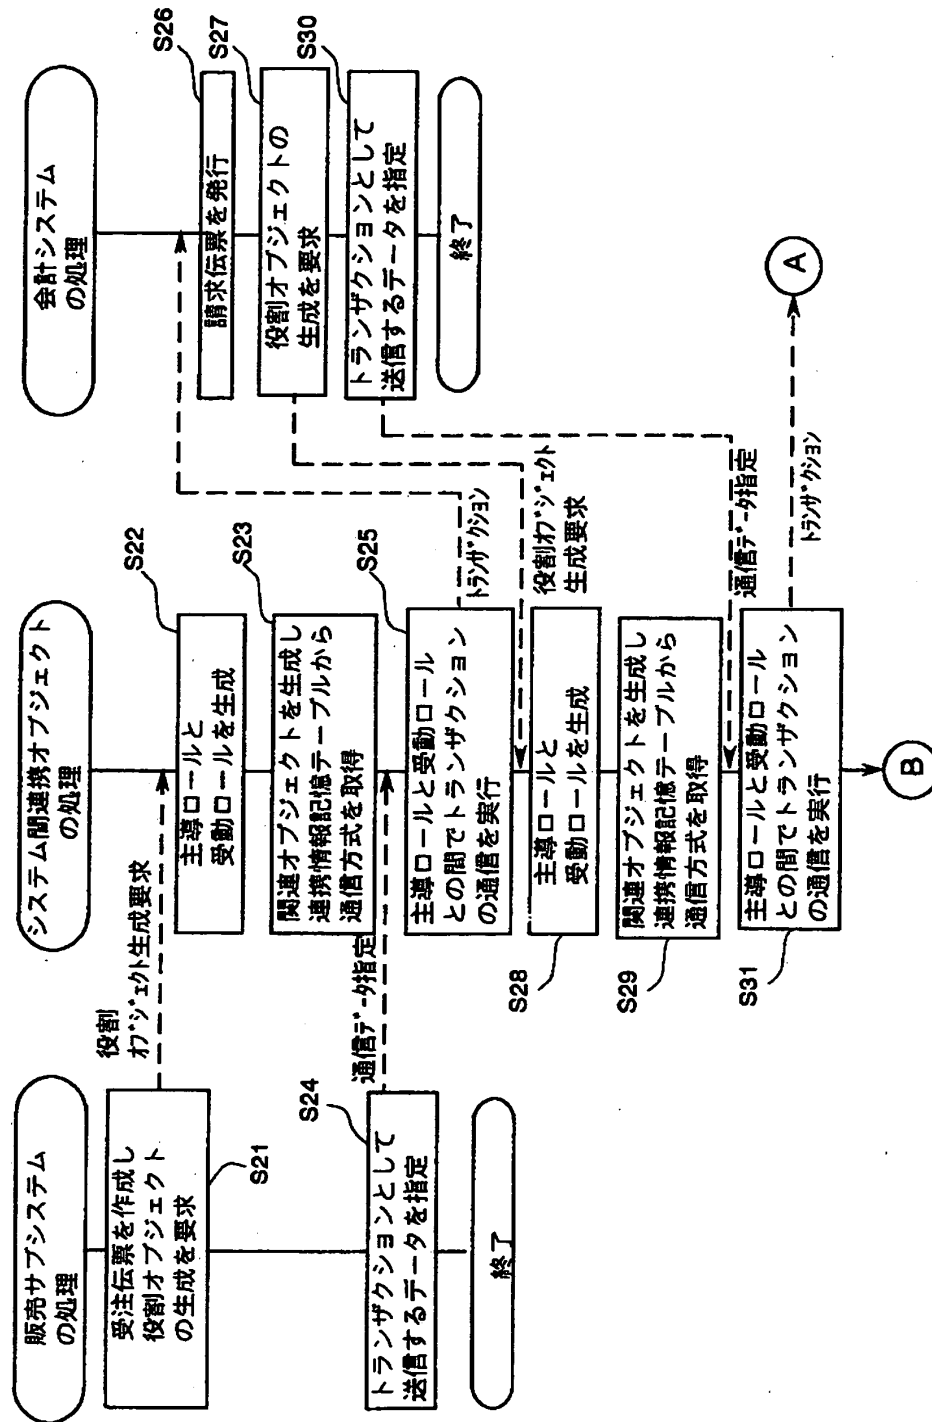 販売サブシステム
の処理
受注伝票を作成し
役割オブジェクト
の生成を要求
S21
役割
オブジェクト生成要求
トランザクションとして
送信するデータを指定
S24
通信データ指定
終了
システム間連携オブジェクト
の処理
主導ロールと
受動ロールを生成
S22
関連オブジェクトを生成し
連携情報記憶テーブルから
通信方式を取得
S23
主導ロールと受動ロール
との間でトランザクション
の通信を実行
S25
トランザクション
役割オブジェクト
生成要求
主導ロールと
受動ロールを生成
S28
関連オブジェクトを生成し
連携情報記憶テーブルから
通信方式を取得
S29
通信データ指定
主導ロールと受動ロール
との間でトランザクション
の通信を実行
S31
トランザクション
B
会計システム
の処理
請求伝票を発行
S26
役割オブジェクトの
生成を要求
S27
トランザクションとして
送信するデータを指定
S30
終了
A